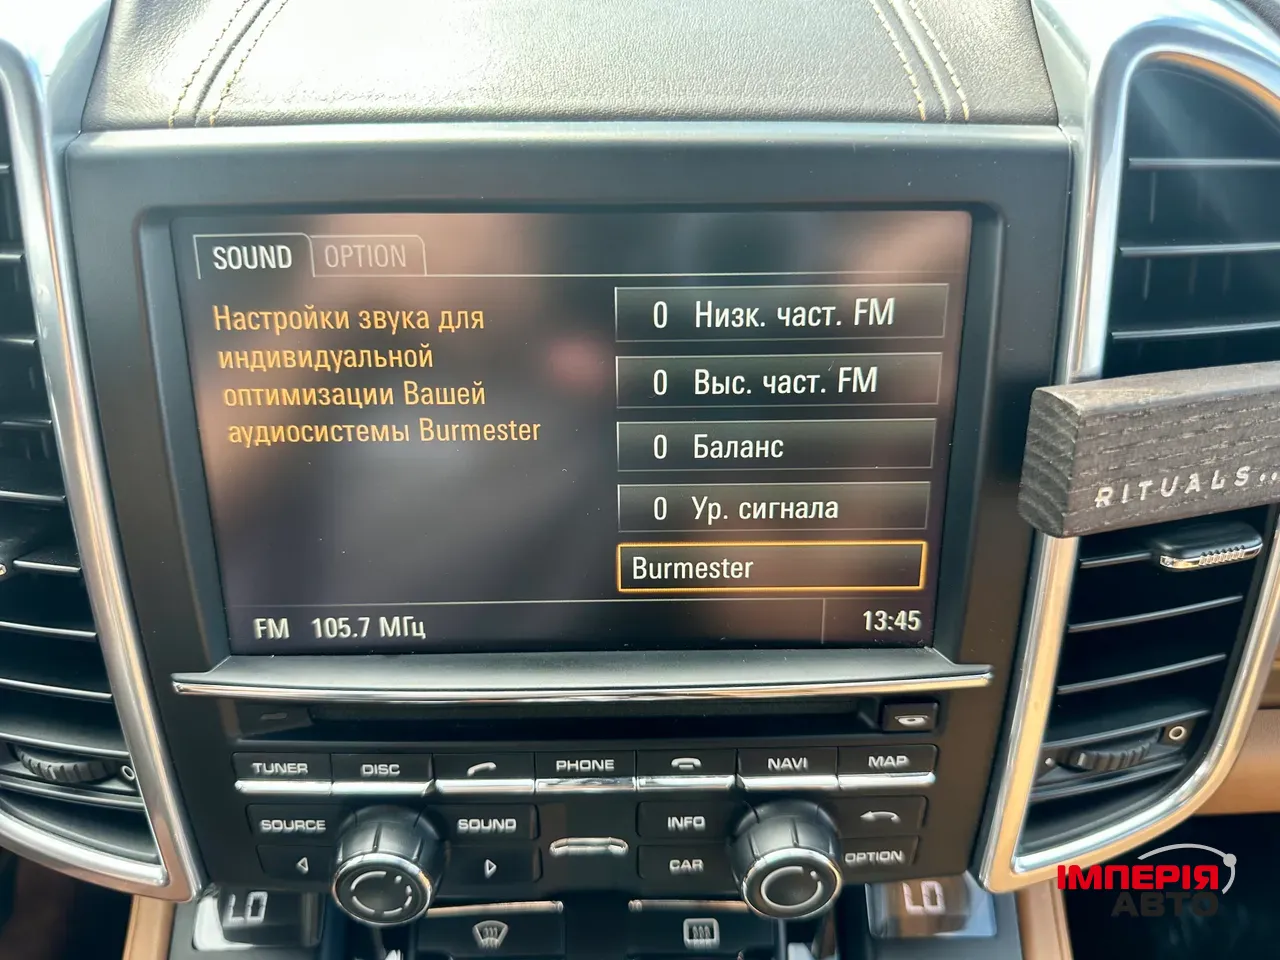 SOUND OPTION
Настройки звука для
индивидуальной
оптимизации Вашей
аудиосистемы Burmester
0 Низк. част. FM
0 Выс. част. FM
0 Баланс
0 Ур. сигнала
Burmester
FM 105.7 МГц 13:45
RITUALS..
TUNER DISC PHONE NAVI MAP
SOURCE SOUND INFO
CAR OPTION
LO LO
ІМПЕРІЯ
АВТО